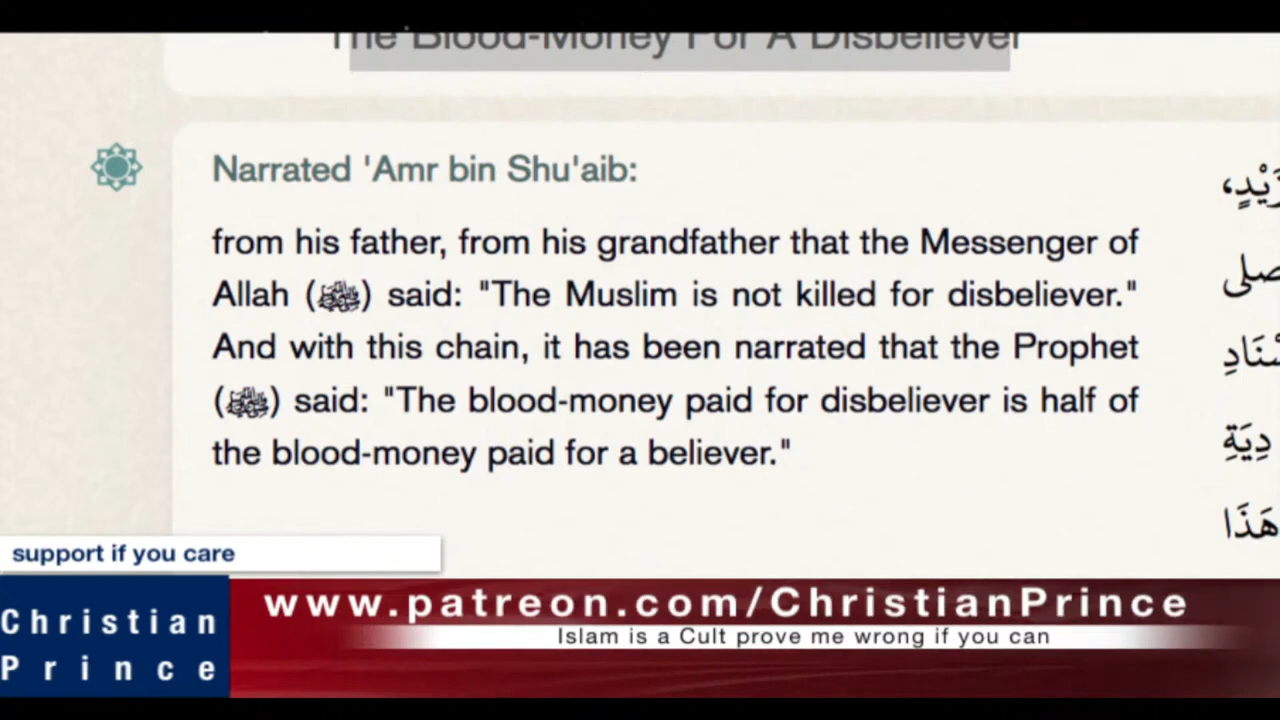 The Blood-Money For A Disbeliever
Narrated 'Amr bin Shu'aib:
from his father, from his grandfather that the Messenger of
Allah (ﷺ) said: "The Muslim is not killed for disbeliever."
And with this chain, it has been narrated that the Prophet
(ﷺ) said: "The blood-money paid for disbeliever is half of
the blood-money paid for a believer."
صلى
دِيَةِ
هَذَا
support if you care
Christian
Prince
www.patreon.com/ChristianPrince
Islam is a Cult prove me wrong if you can